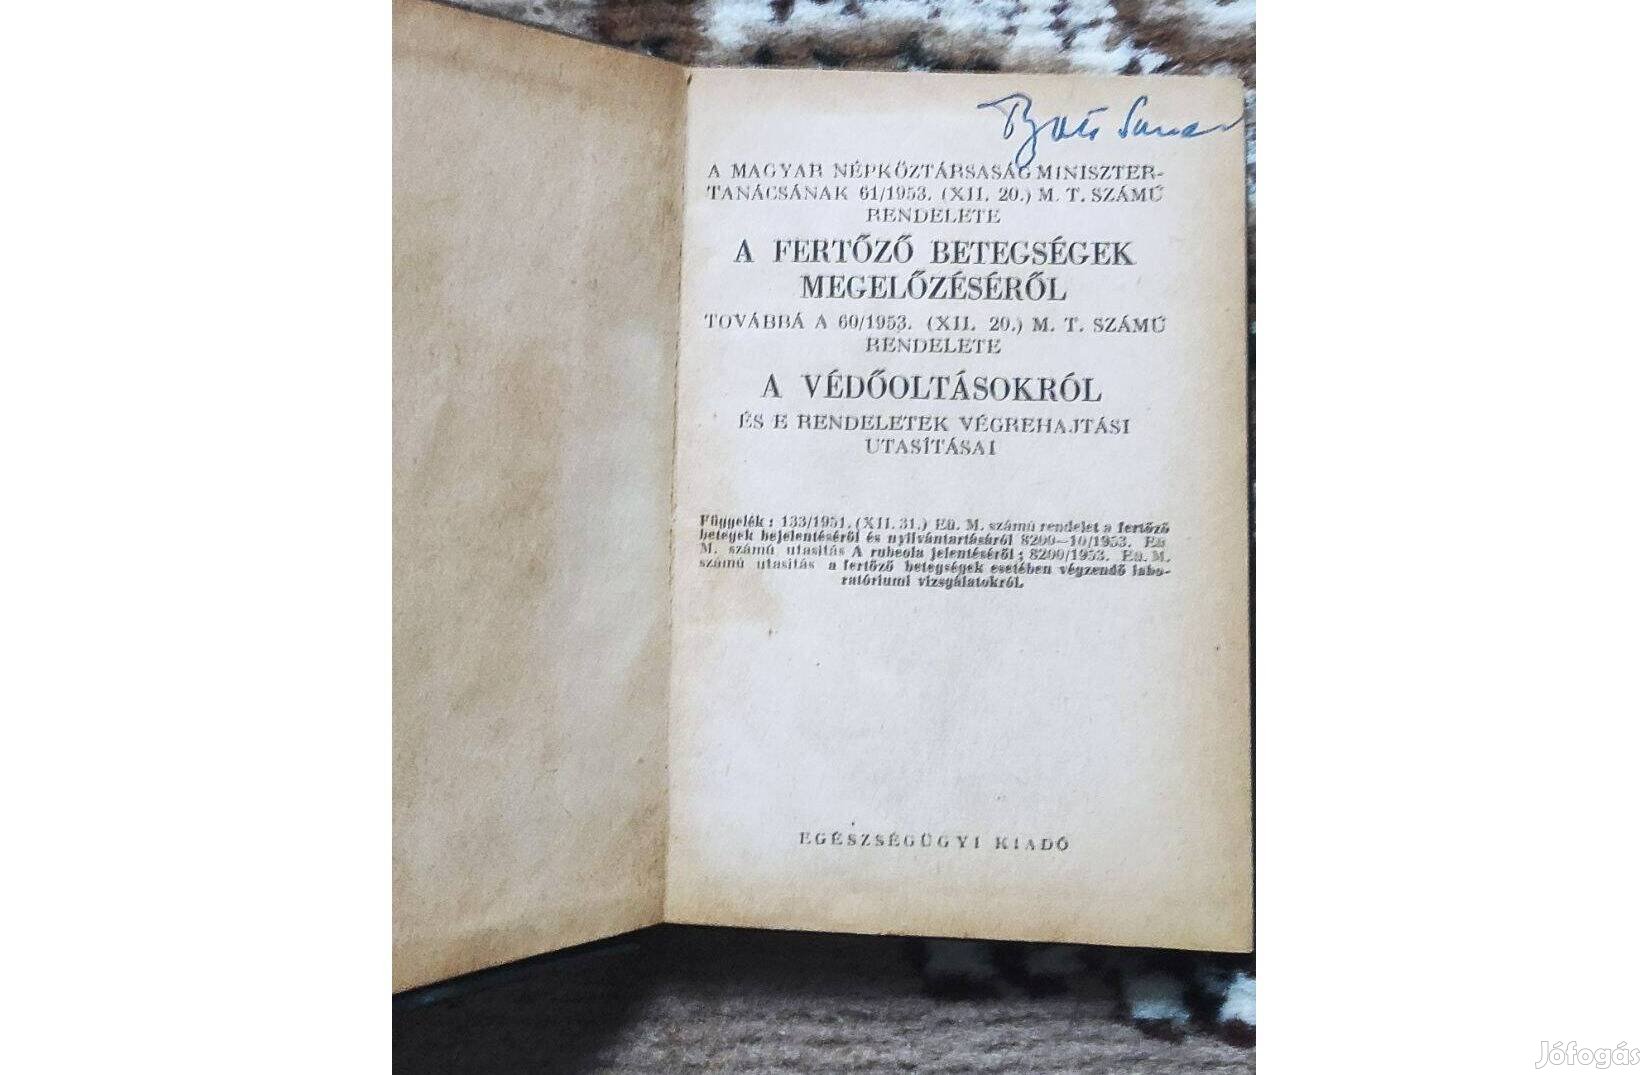 A MAGYAR NÉPKÖZTÁRSASÁG MINISZTER-
TANÁCSÁNAK 61/1953. (XII. 20.) M. T. SZÁMÚ
RENDELETE
A FERTŐZŐ BETEGSÉGEK
MEGELŐZÉSÉRŐL
TOVÁBBÁ A 60/1953. (XII. 20.) M. T. SZÁMÚ
RENDELETE
A VÉDŐOLTÁSOKRÓL
ÉS E RENDELETEK VÉGREHAJTÁSI
UTASÍTÁSAI
Függelék: 133/1951. (XII. 31.) Eü. M. számú rendelet a fertőző
betegek bejelentéséről és nyilvántartásáról 8200—10/1953. Eü
M. számú utasítás A rubeola jelentéséről; 8200/1953. Eü. M.
számú utasítás a fertőző betegségek esetében végzendő labo-
ratóriumi vizsgálatokról.
EGÉSZSÉGÜGYI KIADÓ
Jófogás